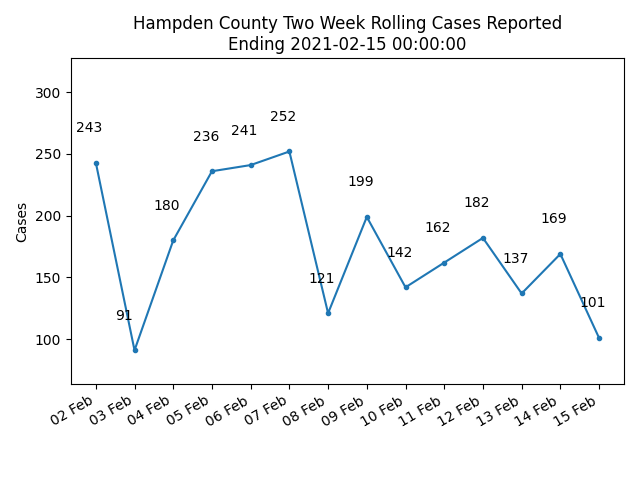 Hampden County Two Week Rolling Cases Reported
Ending 2021-02-15 00:00:00
Cases
300
250
200
150
100
243
91
180
236
241
252
121
199
142
162
182
137
169
101
02 Feb
03 Feb
04 Feb
05 Feb
06 Feb
07 Feb
08 Feb
09 Feb
10 Feb
11 Feb
12 Feb
13 Feb
14 Feb
15 Feb